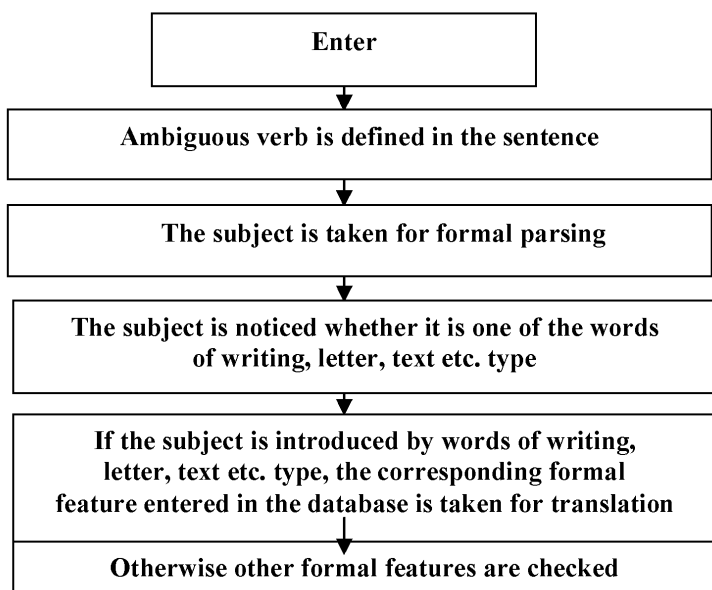 Enter
Ambiguous verb is defined in the sentence
The subject is taken for formal parsing
The subject is noticed whether it is one of the words
of writing, letter, text etc. type
If the subject is introduced by words of writing,
letter, text etc. type, the corresponding formal
feature entered in the database is taken for translation
Otherwise other formal features are checked